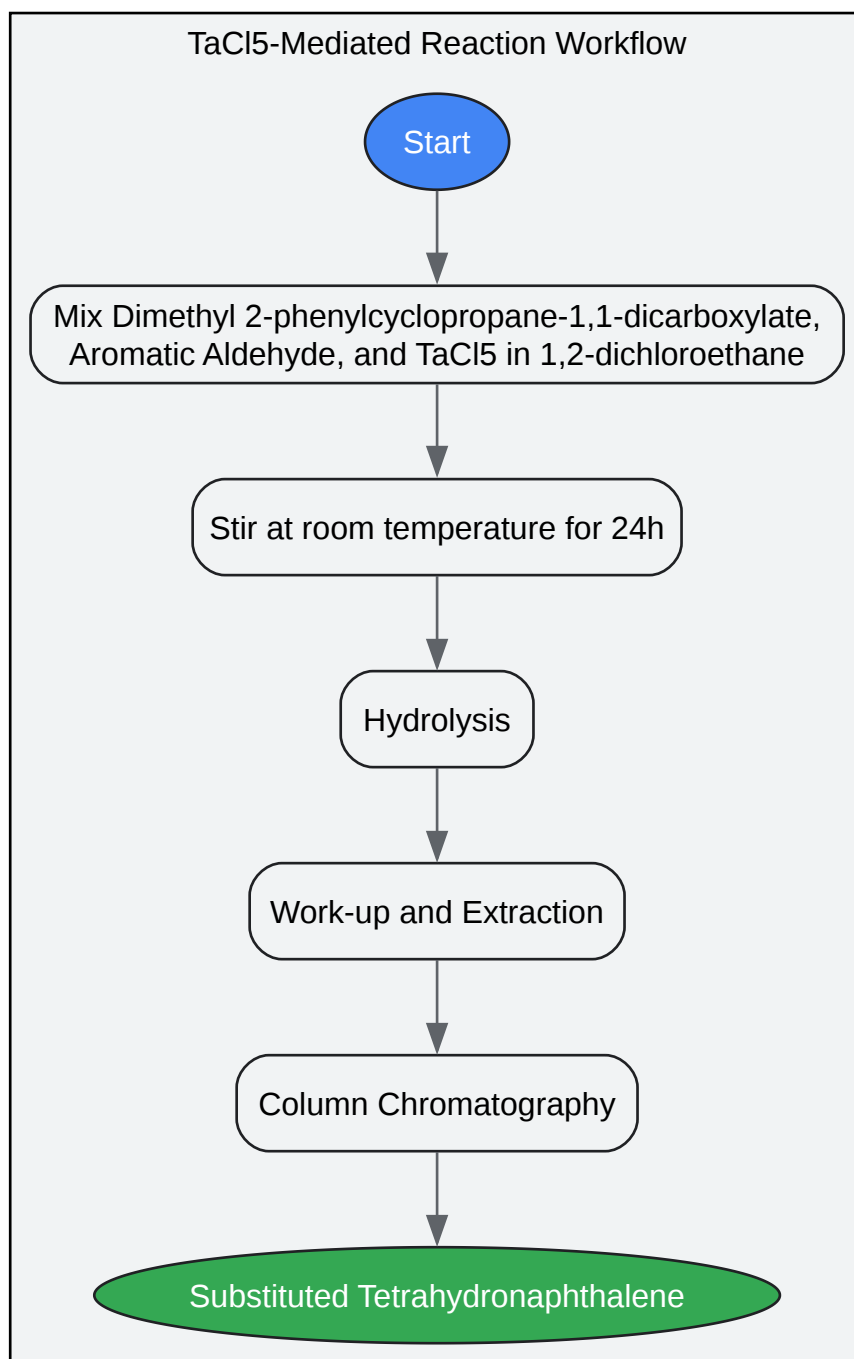 TaCl5-Mediated Reaction Workflow
Start
Mix Dimethyl 2-phenylcyclopropane-1,1-dicarboxylate,
Aromatic Aldehyde, and TaCl5 in 1,2-dichloroethane
Stir at room temperature for 24h
Hydrolysis
Work-up and Extraction
Column Chromatography
Substituted Tetrahydronaphthalene